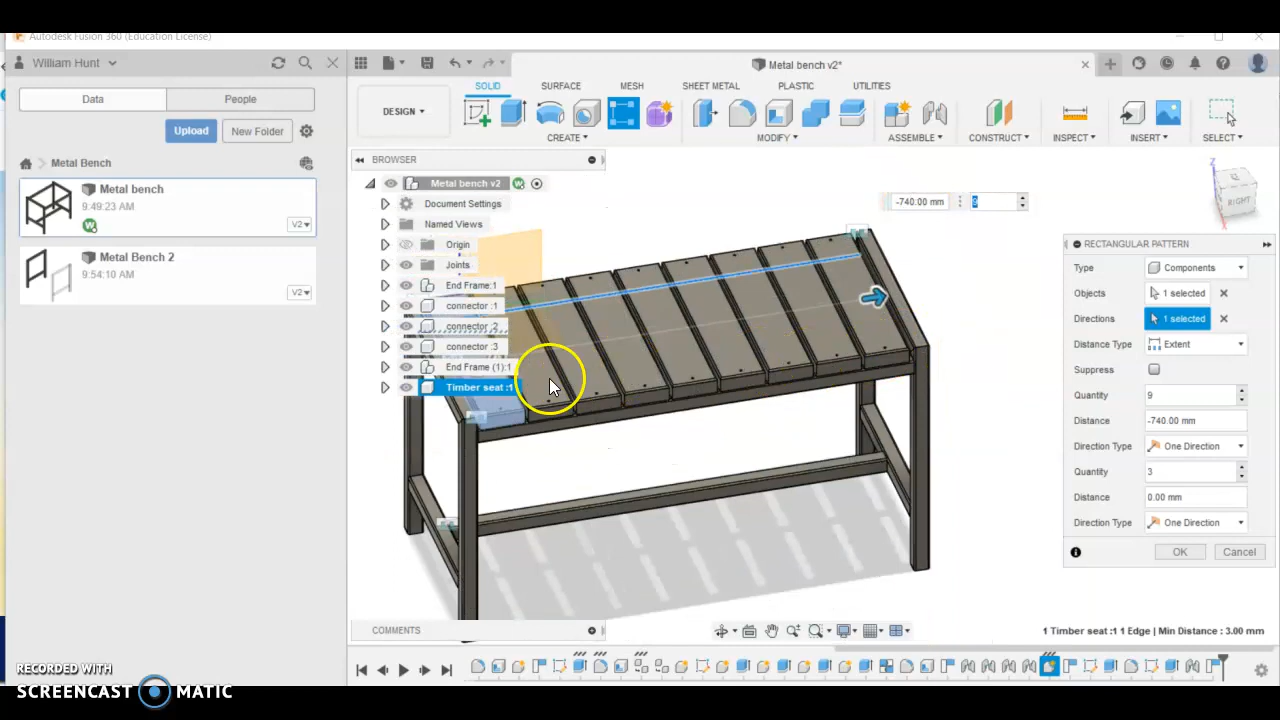 Autodesk Fusion 360 (Education License)
William Hunt
Metal bench v2*
Data
People
Upload
New Folder
Metal Bench
Metal bench
9:49:23 AM
V2
Metal Bench 2
9:54:10 AM
V2
DESIGN
SOLID
SURFACE
MESH
SHEET METAL
PLASTIC
UTILITIES
CREATE
MODIFY
ASSEMBLE
CONSTRUCT
INSPECT
INSERT
SELECT
BROWSER
Metal bench v2
Document Settings
Named Views
Origin
Joints
End Frame:1
connector :1
connector :2
connector :3
End Frame (1):1
Timber seat :1
-740.00 mm
9
Z
RIGHT
RECTANGULAR PATTERN
Type
Components
Objects
1 selected
Directions
1 selected
Distance Type
Extent
Suppress
Quantity
9
Distance
-740.00 mm
Direction Type
One Direction
Quantity
3
Distance
0.00 mm
Direction Type
One Direction
OK
Cancel
COMMENTS
1 Timber seat :1 1 Edge | Min Distance : 3.00 mm
RECORDED WITH
SCREENCAST MATIC